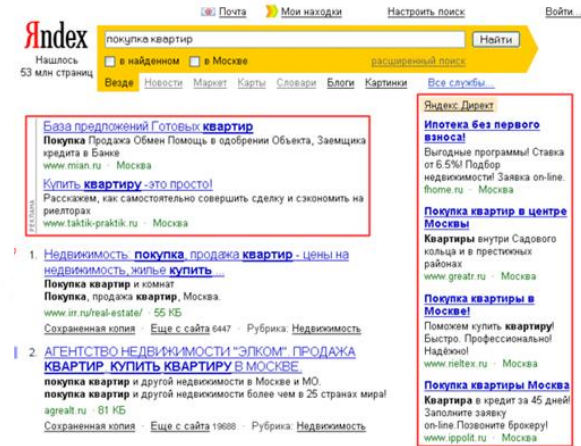 Почта
Мои находки
Настроить поиск
Войти...
Яndex
покупка квартир
Найти
Нашлось
53 млн страниц
в найденном
в Москве
расширенный поиск
Везде Новости Маркет Карты Словари Блоги Картинки Все службы...
База предложений Готовых квартир
Покупка Продажа Обмен Помощь в одобрении Объекта, Заемщика
кредита в Банке
www.mian.ru · Москва
Купить квартиру -это просто!
Расскажем, как самостоятельно совершить сделку и сэкономить на
риелторах
www.taktik-praktik.ru · Москва
РЕКЛАМА
1. Недвижимость: покупка, продажа квартир - цены на
недвижимость, жилье купить ...
Покупка квартир и комнат
Покупка, продажа квартир, Москва.
www.irr.ru/real-estate/ · 55 КБ
Сохраненная копия · Еще с сайта 6447 · Рубрика: Недвижимость
2. АГЕНТСТВО НЕДВИЖИМОСТИ "ЭЛКОМ". ПРОДАЖА
КВАРТИР, КУПИТЬ КВАРТИРУ В МОСКВЕ.
покупка квартир и другой недвижимости в Москве и МО.
покупка квартир и другой недвижимости более чем в 25 странах мира!
agrealt.ru · 81 КБ
Сохраненная копия · Еще с сайта 19688 · Рубрика: Недвижимость
Яндекс.Директ
Ипотека без первого
взноса!
Выгодные программы! Ставка
от 6.5%! Подбор
недвижимости! Заявка on-line.
fhome.ru · Москва
Покупка квартир в центре
Москвы
Квартиры внутри Садового
кольца и в престижных
районах
www.greatr.ru · Москва
Покупка квартиры в
Москве!
Поможем купить квартиру!
Быстро. Профессионально!
Надёжно!
www.rieltex.ru · Москва
Покупка квартиры Москва
Квартира в кредит за 45 дней!
Заполните заявку
on-line.Позвоните брокеру!
www.ippolit.ru · Москва